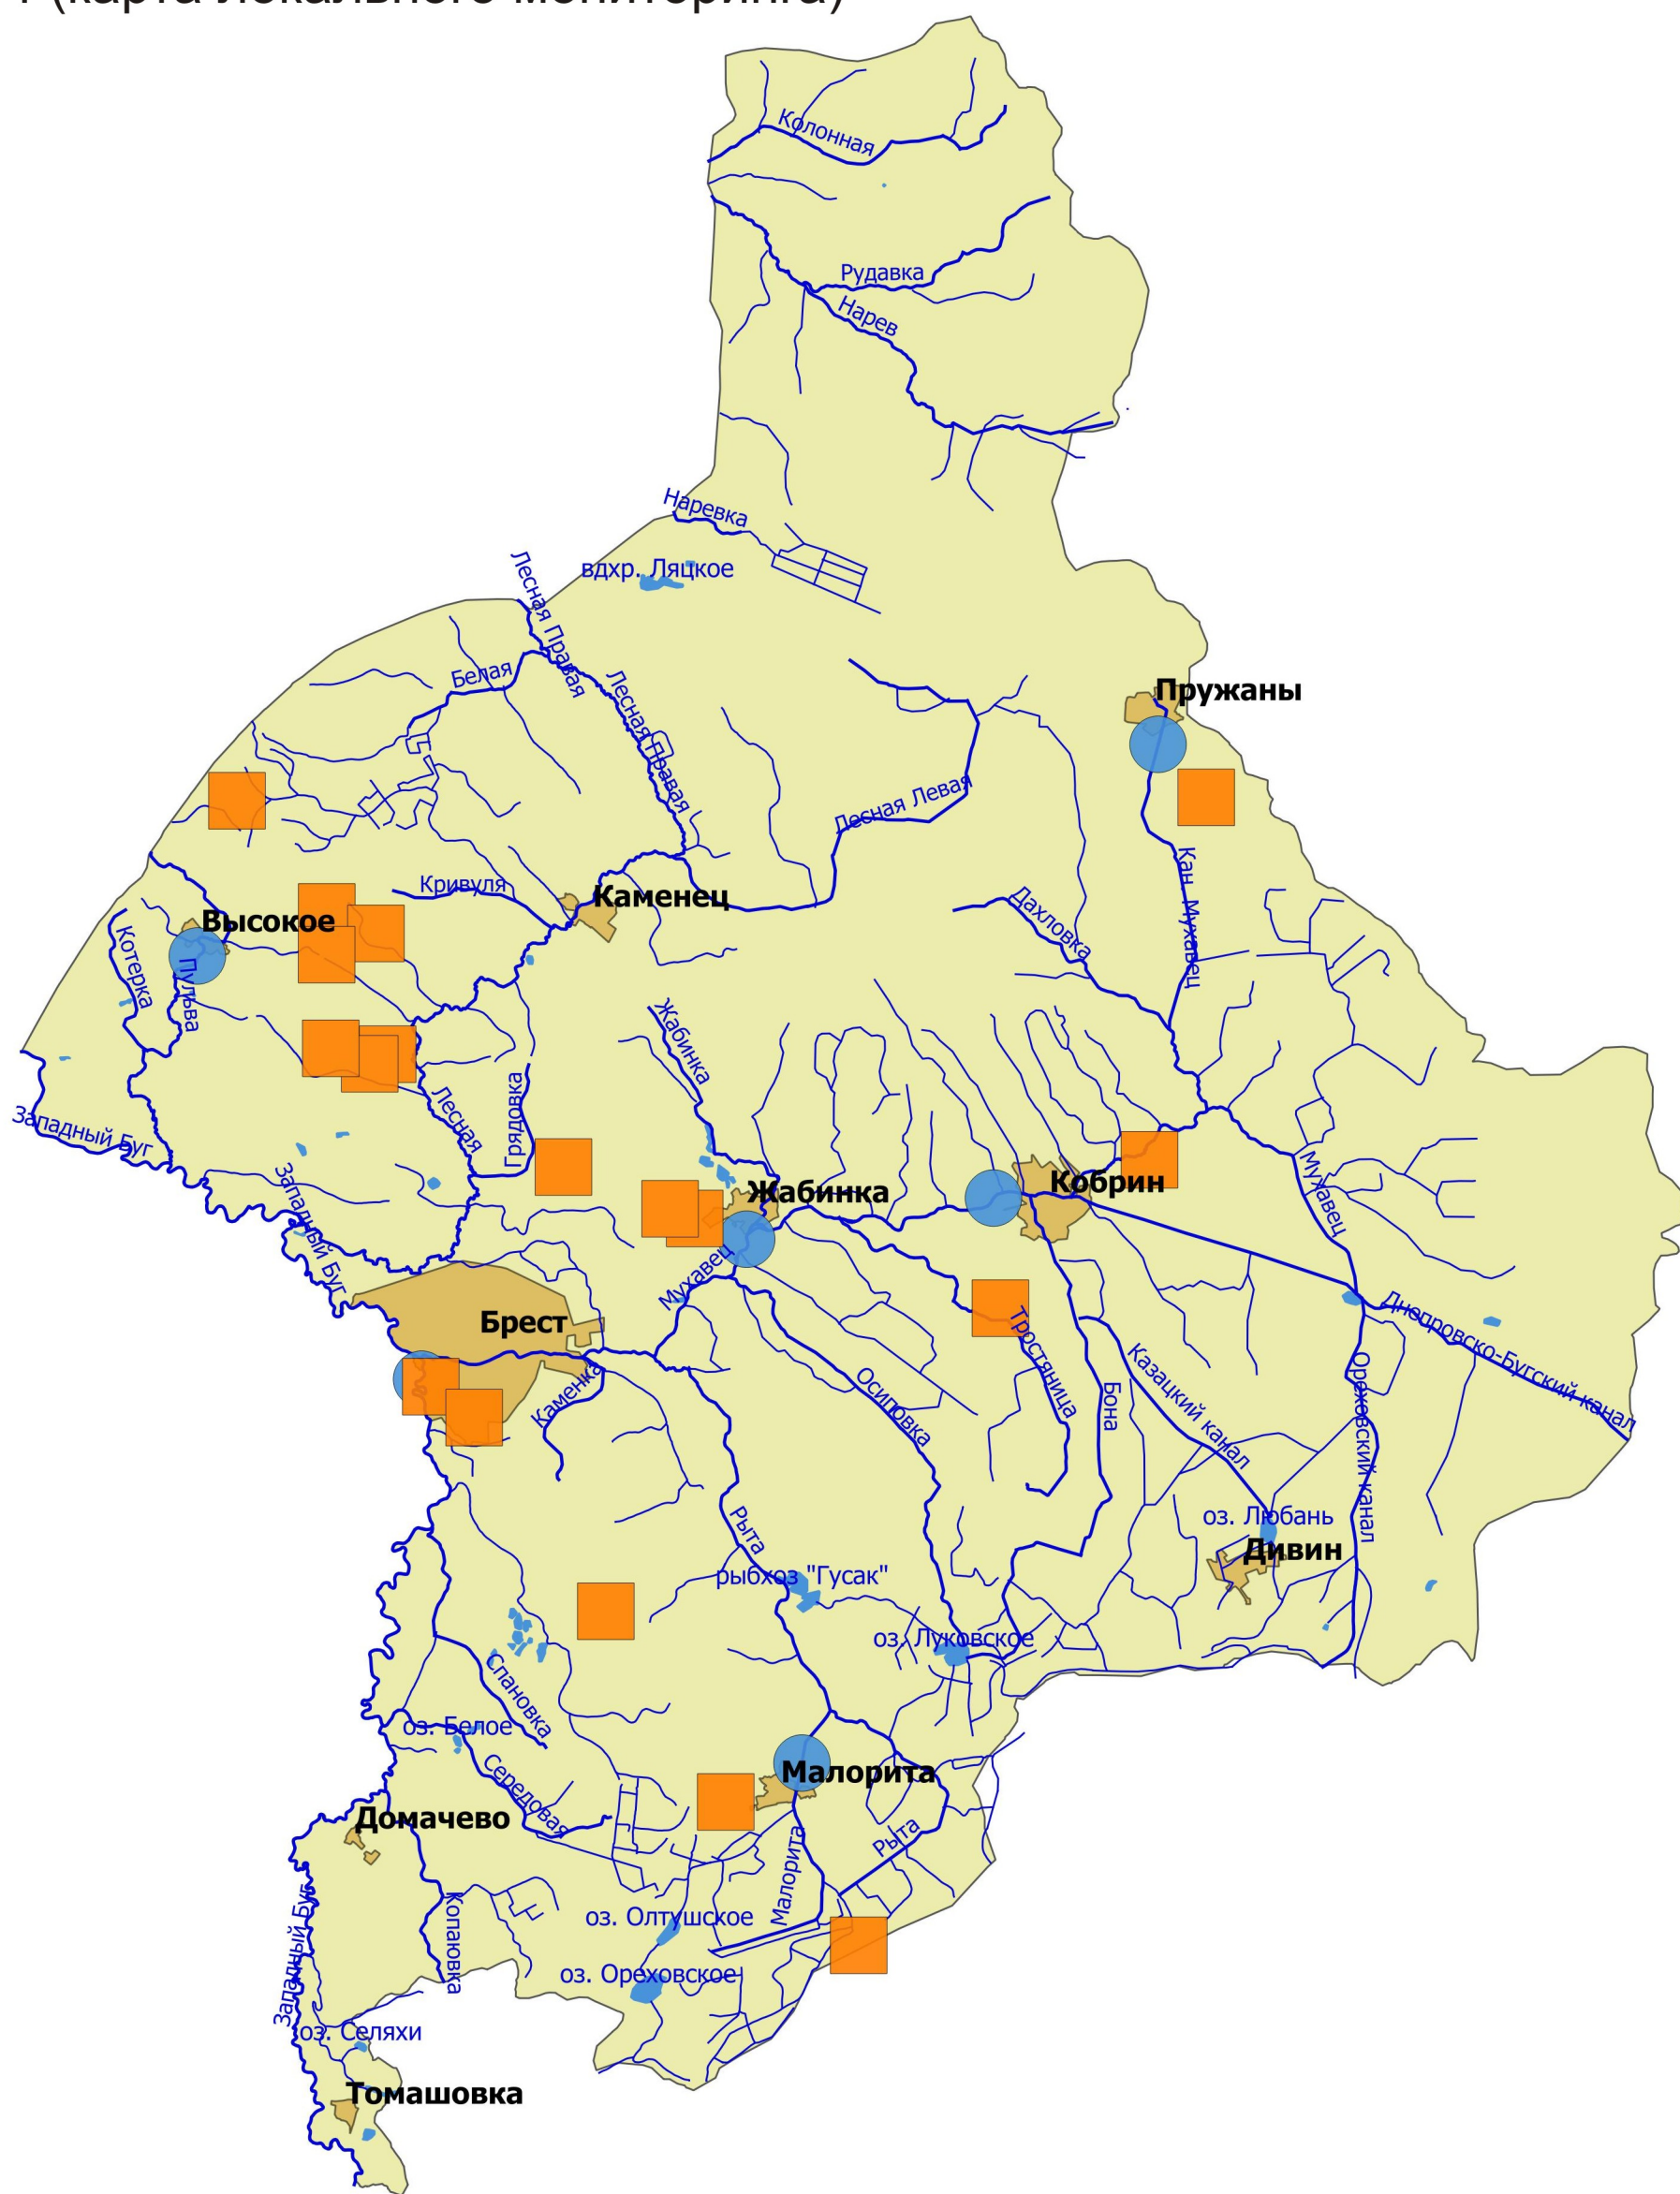 (карта локального мониторинга)
Колонная
Рудавка
Нарев
Наревка
вдхр. Ляцкое
Лесная Правая
Белая
Лесная Правая
Пружаны
Лесная Левая
Кан. Мухавец
Кривуля
Каменец
Высокое
Дахловка
Котерка
Пульва
Жабинка
Лесная
Грядовка
Западный Буг
Западный Буг
Жабинка
Кобрин
Мухавец
Мухавец
Брест
Днепровско-Бугский канал
Тростяница
Казацкий канал
Ореховский канал
Бона
Осиповка
Каменка
Рыта
оз. Любань
Дивин
рыбхоз "Гусак"
оз. Луковское
Спановка
оз. Белое
Середовая
Малорита
Домачево
Рыта
Малорита
Копаювка
Западный Буг
оз. Олтушское
оз. Ореховское
оз. Селяхи
Томашовка